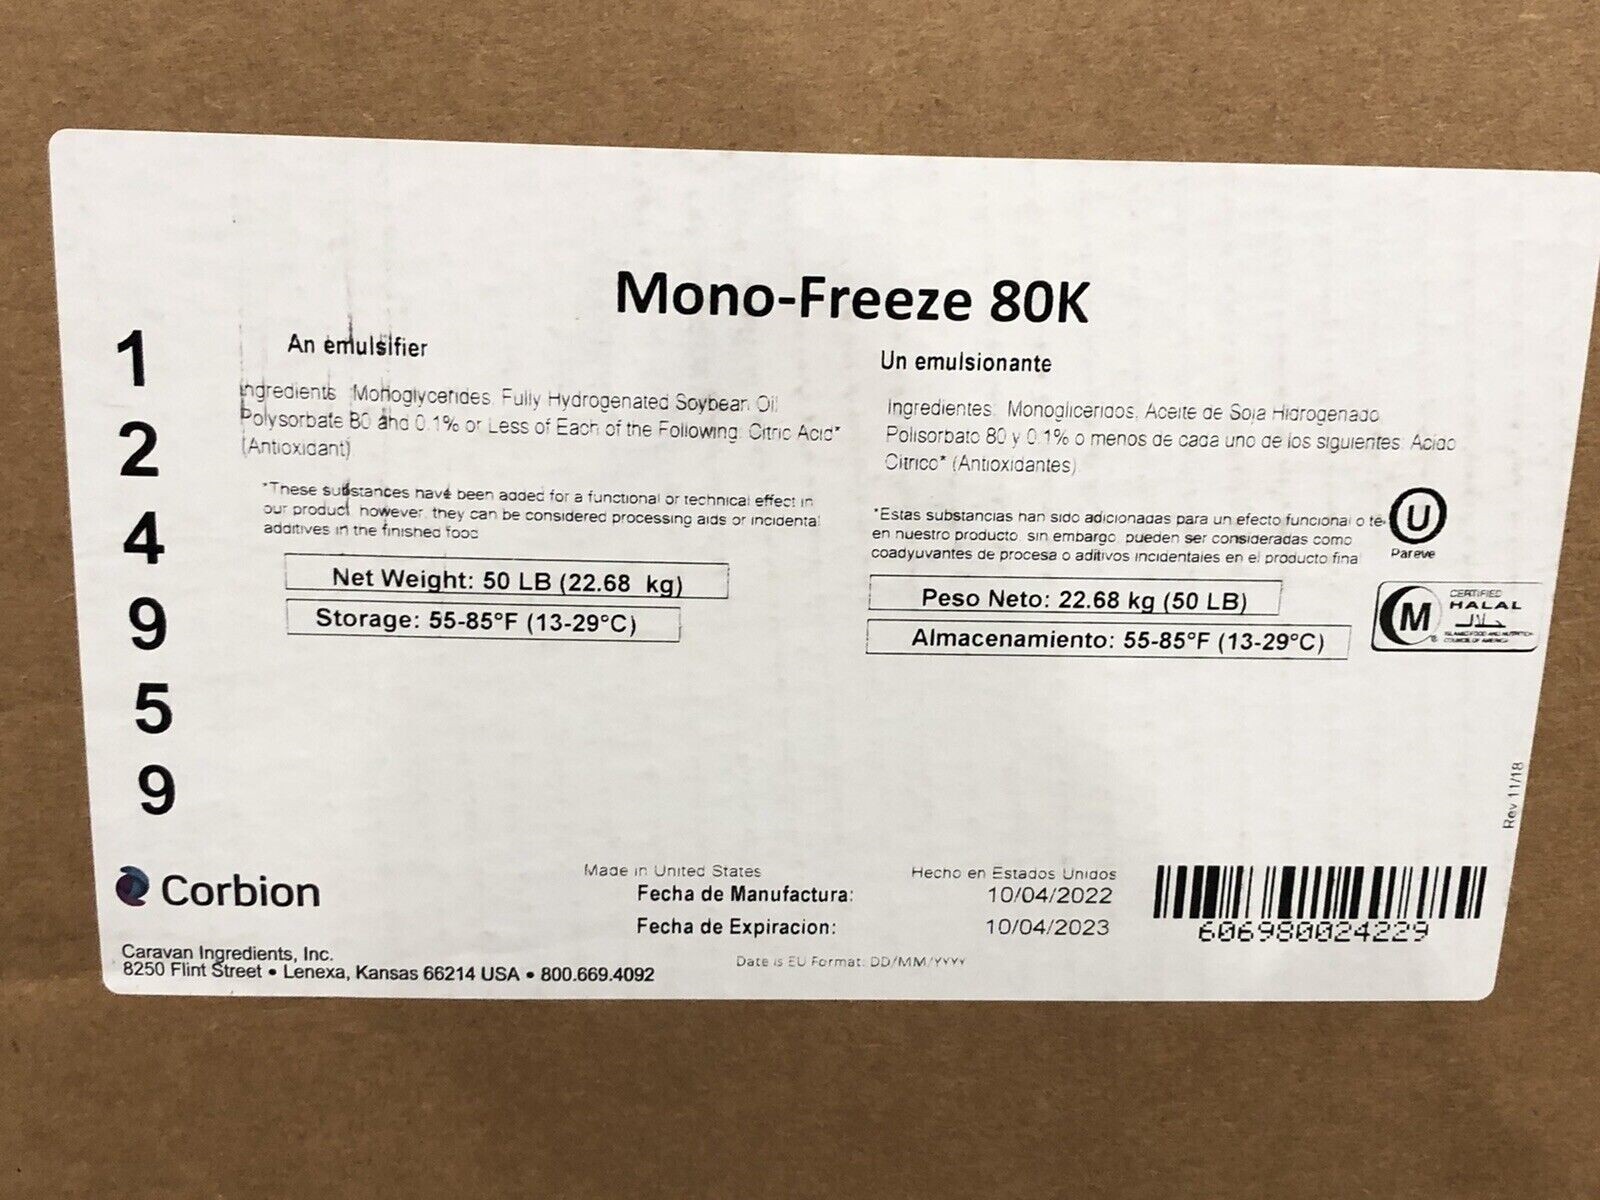 Mono-Freeze 80K
1
2
4
9
5
9
An emulsifier
Ingredients: Monoglycerides, Fully Hydrogenated Soybean Oil,
Polysorbate 80 and 0.1% or Less of Each of the Following: Citric Acid*
(Antioxidant).
*These substances have been added for a functional or technical effect in
our product, however, they can be considered processing aids or incidental
additives in the finished food
Net Weight: 50 LB (22.68 kg)
Storage: 55-85°F (13-29°C)
Un emulsionante
Ingredientes: Monogliceridos, Aceite de Soja Hidrogenado,
Polisorbato 80 y 0.1% o menos de cada uno de los siguientes: Acido
Citrico* (Antioxidantes).
*Estas substancias han sido adicionadas para un efecto funcional o te
en nuestro producto, sin embargo, pueden ser consideradas como
coadyuvantes de procesa o aditivos incidentales en el producto final
Peso Neto: 22.68 kg (50 LB)
Almacenamiento: 55-85°F (13-29°C)
U
Pareve
M
CERTIFIED
HALAL
حلال
ISLAMIC FOOD AND NUTRITION
COUNCIL OF AMERICA
®
Rev 11/18
Corbion
Caravan Ingredients, Inc.
8250 Flint Street • Lenexa, Kansas 66214 USA • 800.669.4092
Made in United States
Hecho en Estados Unidos
Fecha de Manufactura: 10/04/2022
Fecha de Expiracion: 10/04/2023
Date is EU Format: DD/MM/YYYY
606980024229